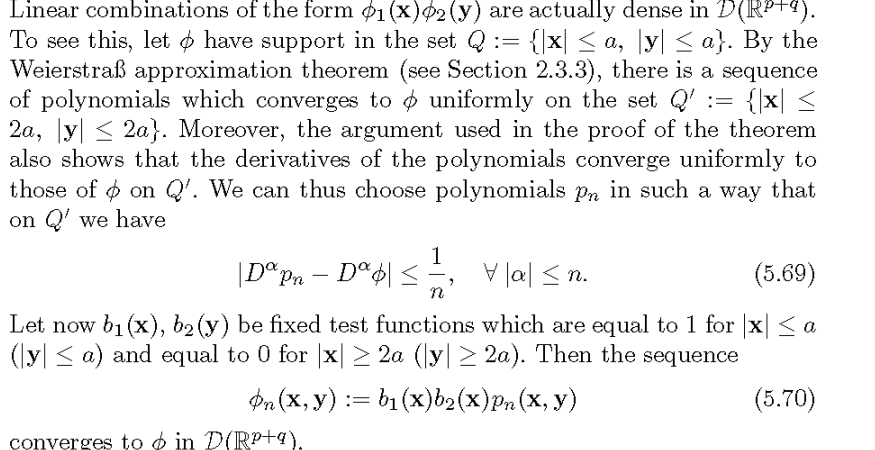 Linear combinations of the form ϕ₁(𝐱)ϕ₂(𝐲) are actually dense in 𝒟(ℝᵖ⁺ᑫ).
To see this, let ϕ have support in the set Q := {|𝐱| ≤ a, |𝐲| ≤ a}. By the
Weierstraß approximation theorem (see Section 2.3.3), there is a sequence
of polynomials which converges to ϕ uniformly on the set Q′ := {|𝐱| ≤
2a, |𝐲| ≤ 2a}. Moreover, the argument used in the proof of the theorem
also shows that the derivatives of the polynomials converge uniformly to
those of ϕ on Q′. We can thus choose polynomials pₙ in such a way that
on Q′ we have
|Dᵅpₙ − Dᵅϕ| ≤ 1/n, ∀ |α| ≤ n. (5.69)
Let now b₁(𝐱), b₂(𝐲) be fixed test functions which are equal to 1 for |𝐱| ≤ a
(|𝐲| ≤ a) and equal to 0 for |𝐱| ≥ 2a (|𝐲| ≥ 2a). Then the sequence
ϕₙ(𝐱, 𝐲) := b₁(𝐱)b₂(𝐱)pₙ(𝐱, 𝐲) (5.70)
converges to ϕ in 𝒟(ℝᵖ⁺ᑫ).